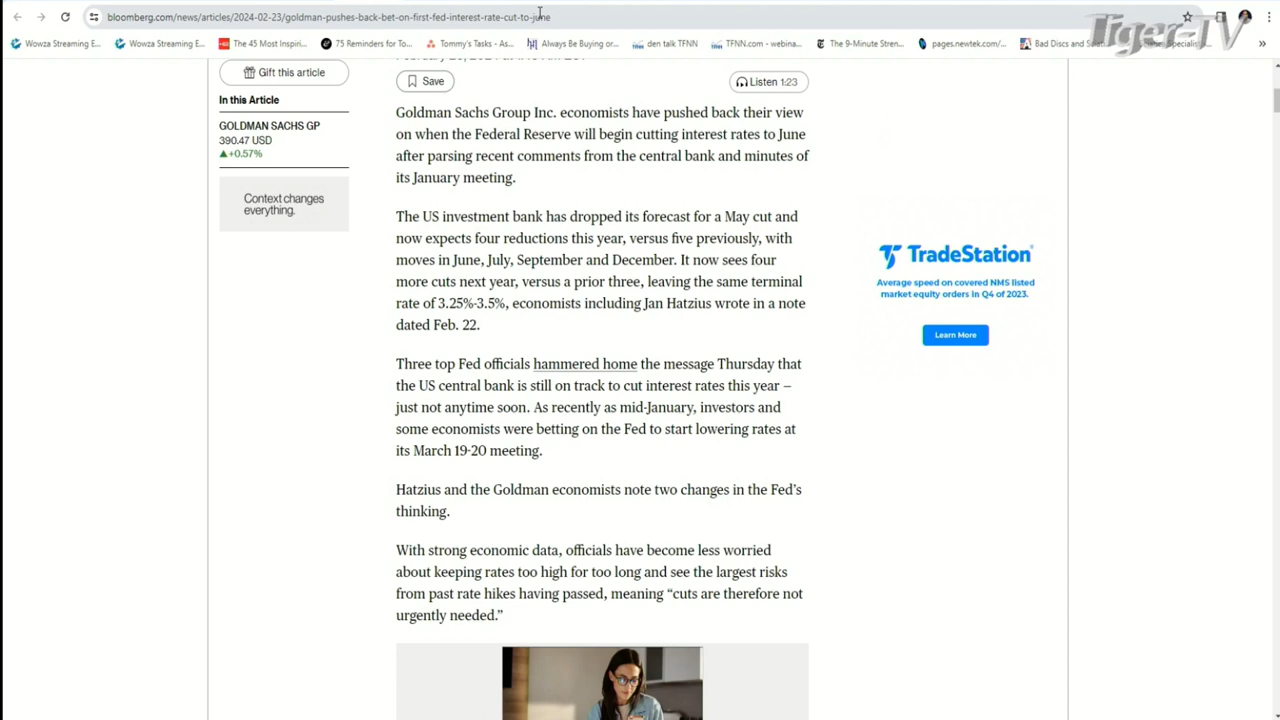 bloomberg.com/news/articles/2024-02-23/goldman-pushes-back-bet-on-first-fed-interest-rate-cut-to-june
Tiger-TV
Wowza Streaming E...
Wowza Streaming E...
The 45 Most Inspiri...
75 Reminders for To...
Tommy's Tasks - As...
Always Be Buying or...
den talk TFNN
TFNN.com - webina...
The 9-Minute Stren...
pages.newtek.com/...
Bad Discs and
Specialis
Gift this article
Save
Listen 1:23
In this Article
GOLDMAN SACHS GP
390.47 USD
▲+0.57%
Context changes
everything.
Goldman Sachs Group Inc. economists have pushed back their view
on when the Federal Reserve will begin cutting interest rates to June
after parsing recent comments from the central bank and minutes of
its January meeting.
The US investment bank has dropped its forecast for a May cut and
now expects four reductions this year, versus five previously, with
moves in June, July, September and December. It now sees four
more cuts next year, versus a prior three, leaving the same terminal
rate of 3.25%-3.5%, economists including Jan Hatzius wrote in a note
dated Feb. 22.
Three top Fed officials hammered home the message Thursday that
the US central bank is still on track to cut interest rates this year –
just not anytime soon. As recently as mid-January, investors and
some economists were betting on the Fed to start lowering rates at
its March 19-20 meeting.
Hatzius and the Goldman economists note two changes in the Fed's
thinking.
With strong economic data, officials have become less worried
about keeping rates too high for too long and see the largest risks
from past rate hikes having passed, meaning “cuts are therefore not
urgently needed.”
TradeStation
Average speed on covered NMS listed
market equity orders in Q4 of 2023.
Learn More